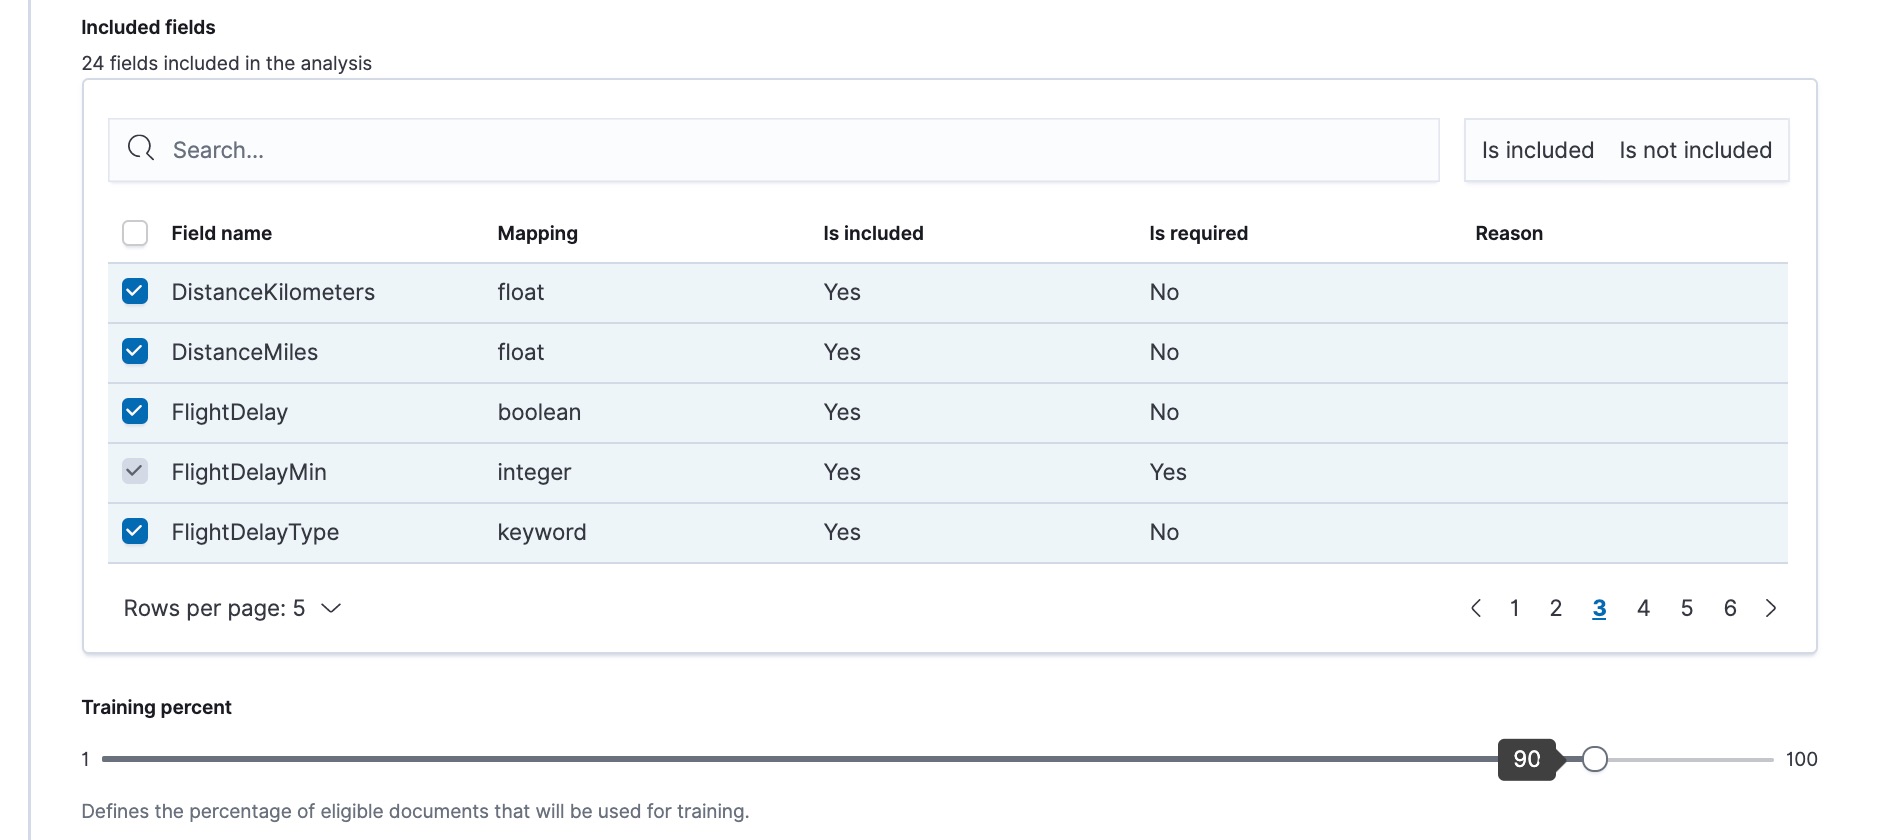 Included fields
24 fields included in the analysis
Search...
Is included Is not included
Field name Mapping Is included Is required Reason
DistanceKilometers float Yes No
DistanceMiles float Yes No
FlightDelay boolean Yes No
FlightDelayMin integer Yes Yes
FlightDelayType keyword Yes No
Rows per page: 5
1 2 3 4 5 6
Training percent
1 90 100
Defines the percentage of eligible documents that will be used for training.